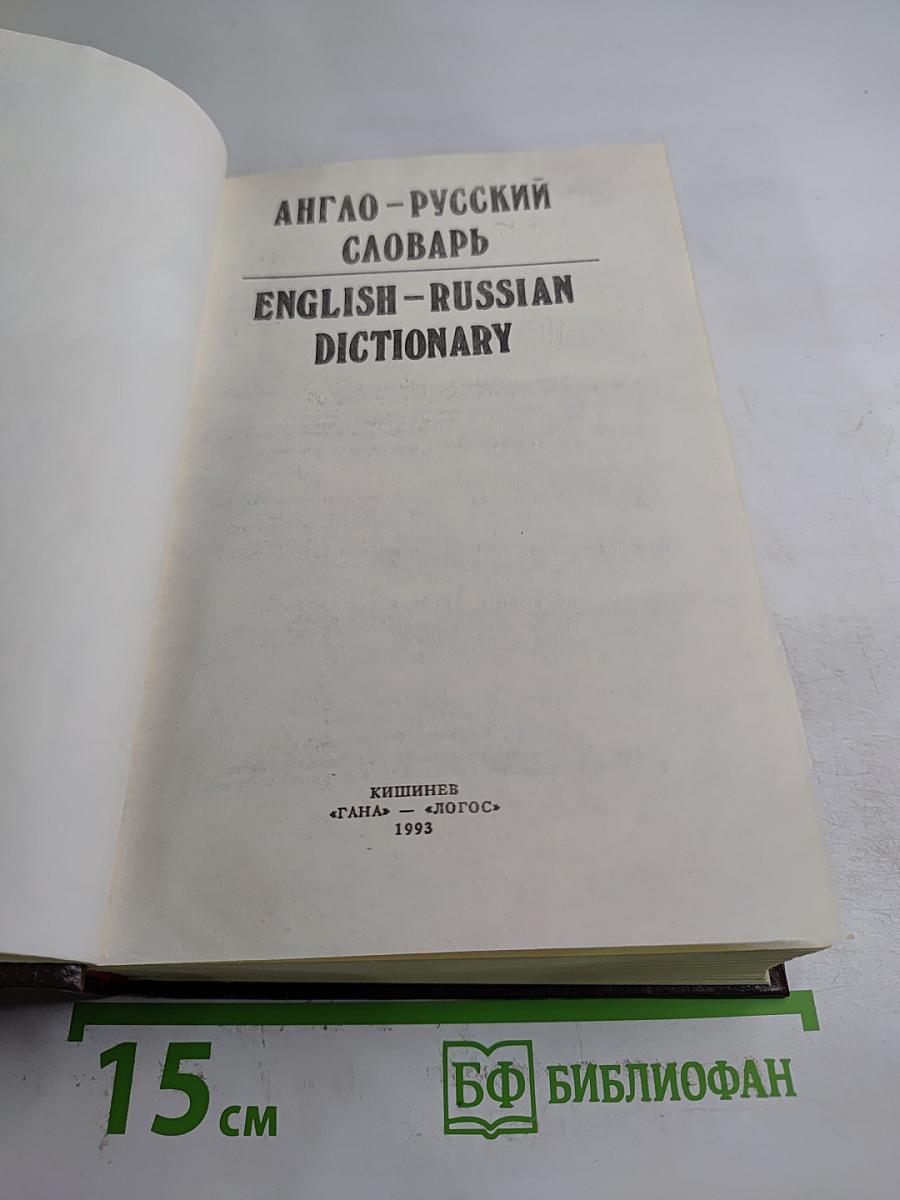 АНГЛО – РУССКИЙ
СЛОВАРЬ
ENGLISH – RUSSIAN
DICTIONARY
КИШИНЕВ
«ГАНА» — «ЛОГОС»
1993
15 см
БФ БИБЛИОФАН